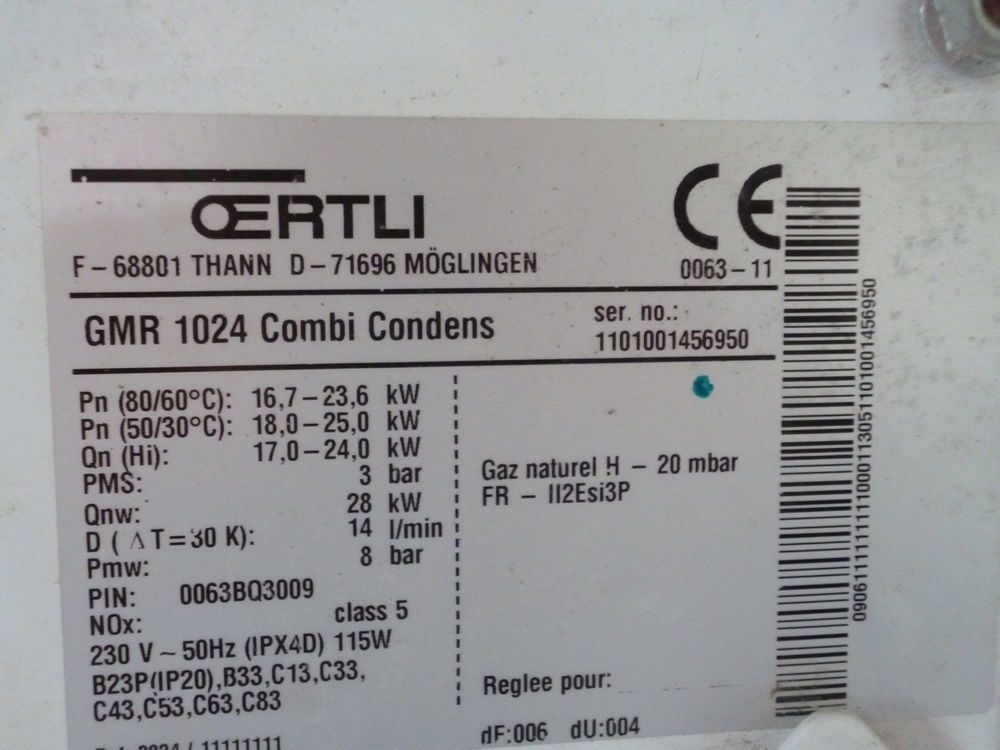 ŒRTLI
F-68801 THANN D-71696 MÖGLINGEN
CE
0063-11
GMR 1024 Combi Condens
ser. no.:
1101001456950
Pn (80/60°C): 16,7-23,6 kW
Pn (50/30°C): 18,0-25,0 kW
Qn (Hi): 17,0-24,0 kW
PMS: 3 bar
Qnw: 28 kW
D (ΔT=30 K): 14 l/min
Pmw: 8 bar
PIN: 0063BQ3009
NOx: class 5
230 V ~ 50Hz (IPX4D) 115W
B23P(IP20),B33,C13,C33,
C43,C53,C63,C83
Gaz naturel H - 20 mbar
FR - II2Esi3P
Reglee pour:
dF:006 dU:004